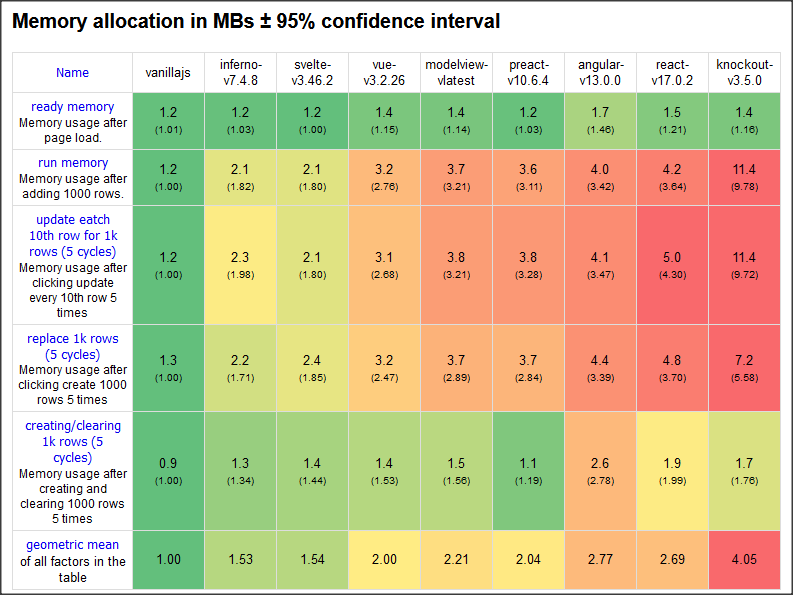 Memory allocation in MBs ± 95% confidence interval
Name vanillajs inferno-v7.4.8 svelte-v3.46.2 vue-v3.2.26 modelview-vlatest preact-v10.6.4 angular-v13.0.0 react-v17.0.2 knockout-v3.5.0
ready memory
Memory usage after
page load.
1.2 1.2 1.2 1.4 1.4 1.2 1.7 1.5 1.4
(1.01) (1.03) (1.00) (1.15) (1.14) (1.03) (1.46) (1.21) (1.16)
run memory
Memory usage after
adding 1000 rows.
1.2 2.1 2.1 3.2 3.7 3.6 4.0 4.2 11.4
(1.00) (1.82) (1.80) (2.76) (3.21) (3.11) (3.42) (3.64) (9.78)
update eatch
10th row for 1k
rows (5 cycles)
Memory usage after
clicking update
every 10th row 5
times
1.2 2.3 2.1 3.1 3.8 3.8 4.1 5.0 11.4
(1.00) (1.98) (1.80) (2.68) (3.21) (3.28) (3.47) (4.30) (9.72)
replace 1k rows
(5 cycles)
Memory usage after
clicking create 1000
rows 5 times
1.3 2.2 2.4 3.2 3.7 3.7 4.4 4.8 7.2
(1.00) (1.71) (1.85) (2.47) (2.89) (2.84) (3.39) (3.70) (5.58)
creating/clearing
1k rows (5
cycles)
Memory usage after
creating and
clearing 1000 rows
5 times
0.9 1.3 1.4 1.4 1.5 1.1 2.6 1.9 1.7
(1.00) (1.34) (1.44) (1.53) (1.56) (1.19) (2.78) (1.99) (1.76)
geometric mean
of all factors in the
table
1.00 1.53 1.54 2.00 2.21 2.04 2.77 2.69 4.05